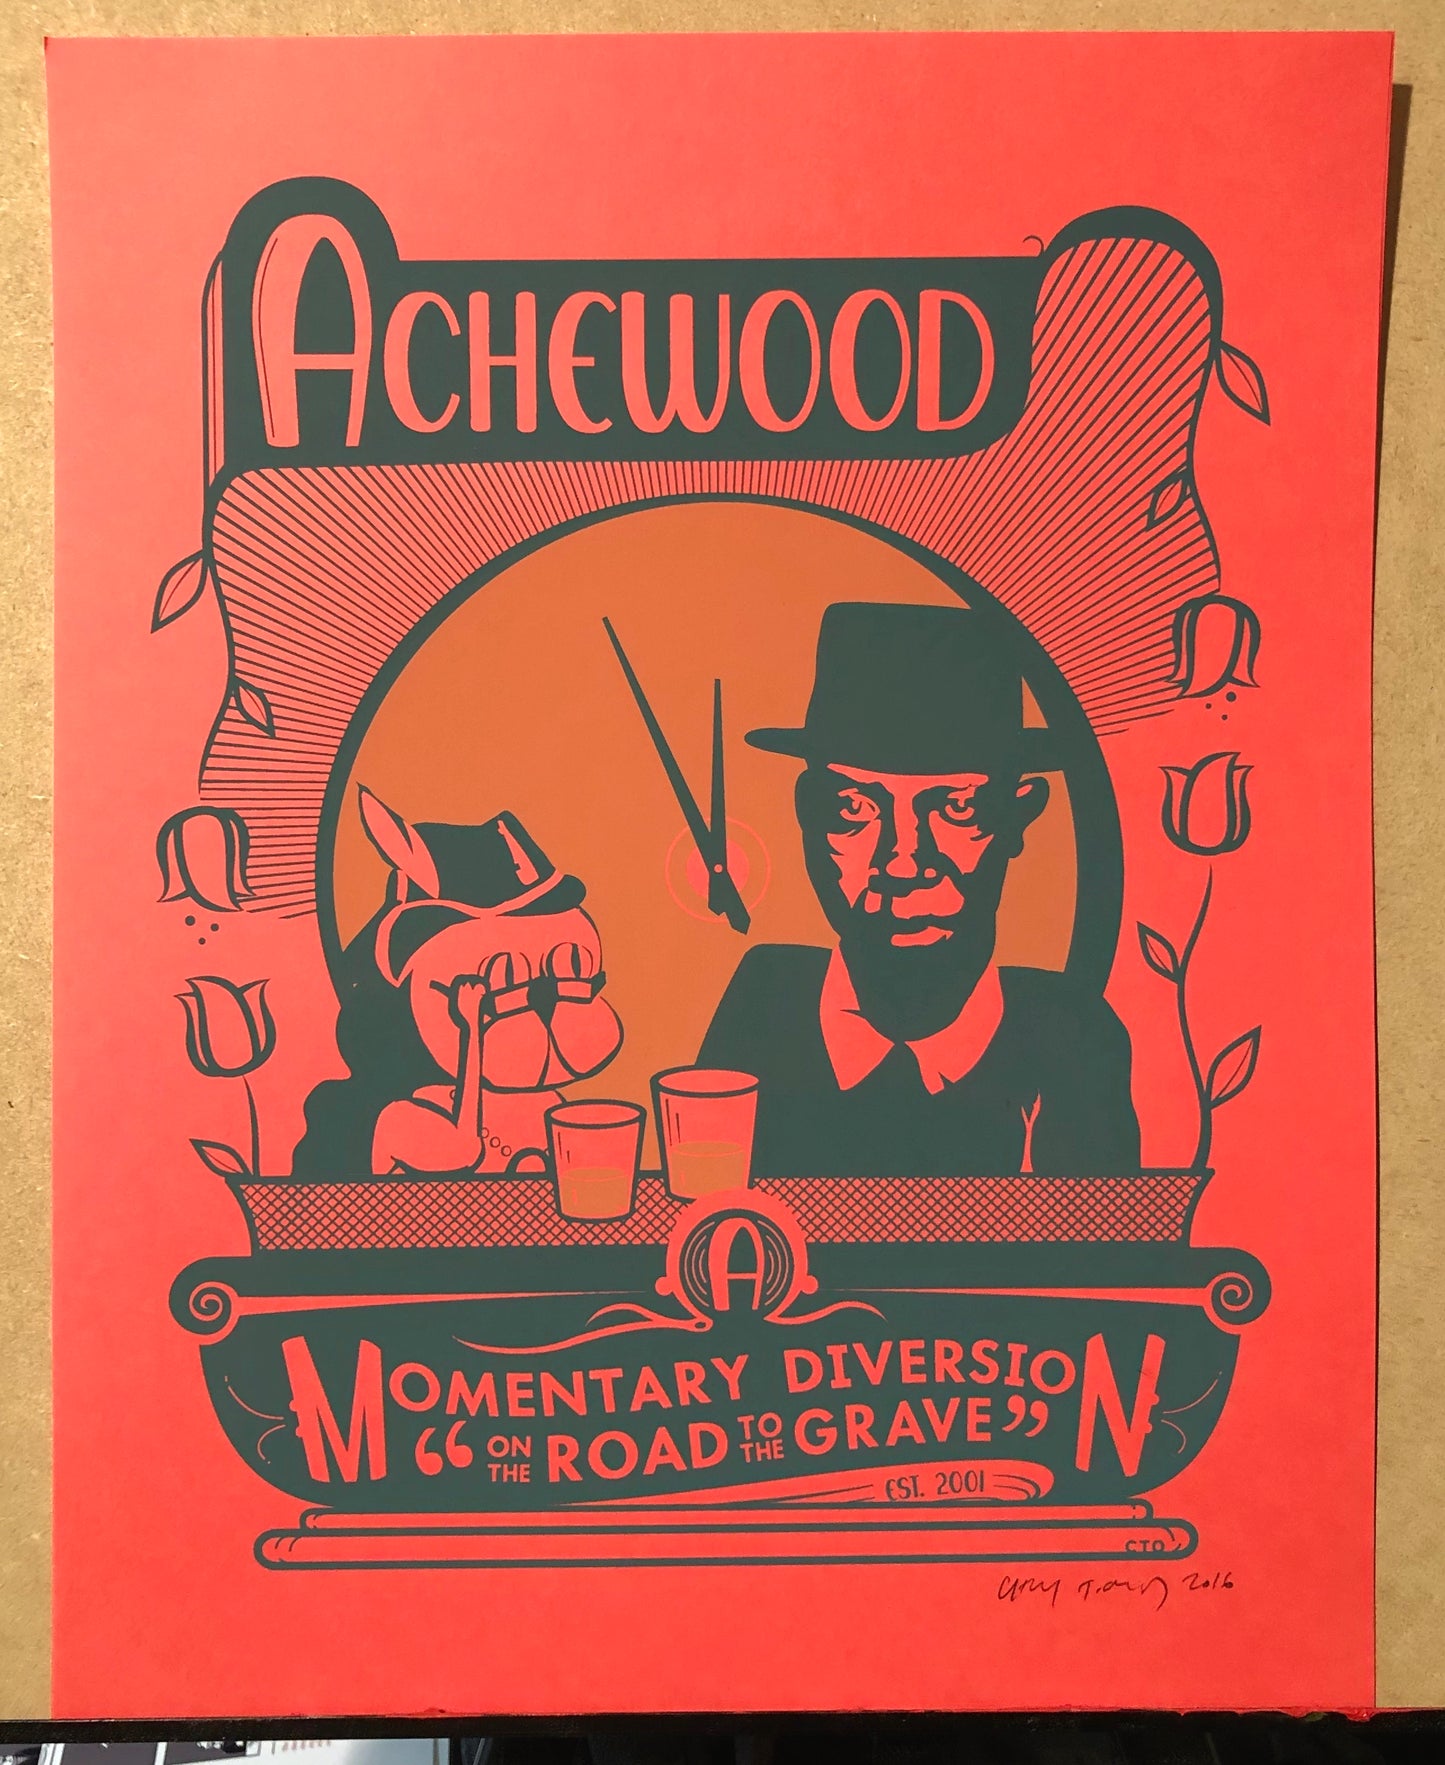 ACHEWOOD
A
MOMENTARY DIVERSION
“ ON THE ROAD TO THE GRAVE ”
EST. 2001
CTO
2016